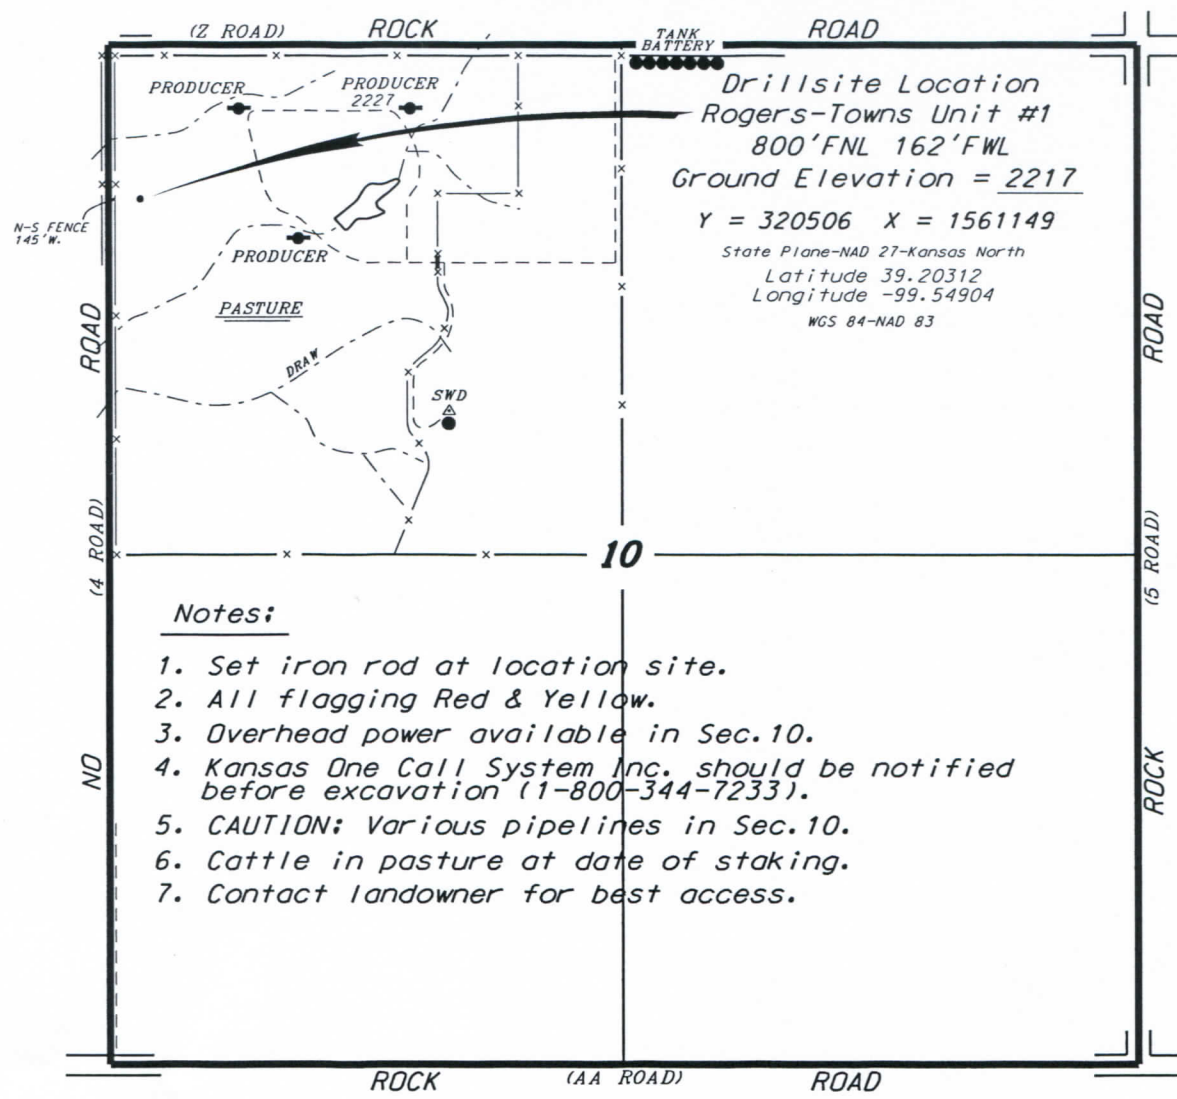 (Z ROAD) ROCK ROAD
TANK
BATTERY
PRODUCER
PRODUCER
2227
Drillsite Location
Rogers-Towns Unit #1
800'FNL 162'FWL
Ground Elevation = 2217
Y = 320506 X = 1561149
State Plane-NAD 27-Kansas North
Latitude 39.20312
Longitude -99.54904
WGS 84-NAD 83
N-S FENCE
145'W.
PRODUCER
PASTURE
ROAD
ROAD
DRAW
SWD
(4 ROAD)
(5 ROAD)
10
Notes:
1. Set iron rod at location site.
2. All flagging Red & Yellow.
3. Overhead power available in Sec.10.
4. Kansas One Call System Inc. should be notified
before excavation (1-800-344-7233).
5. CAUTION: Various pipelines in Sec.10.
6. Cattle in pasture at date of staking.
7. Contact landowner for best access.
NO
ROCK
ROCK (AA ROAD) ROAD